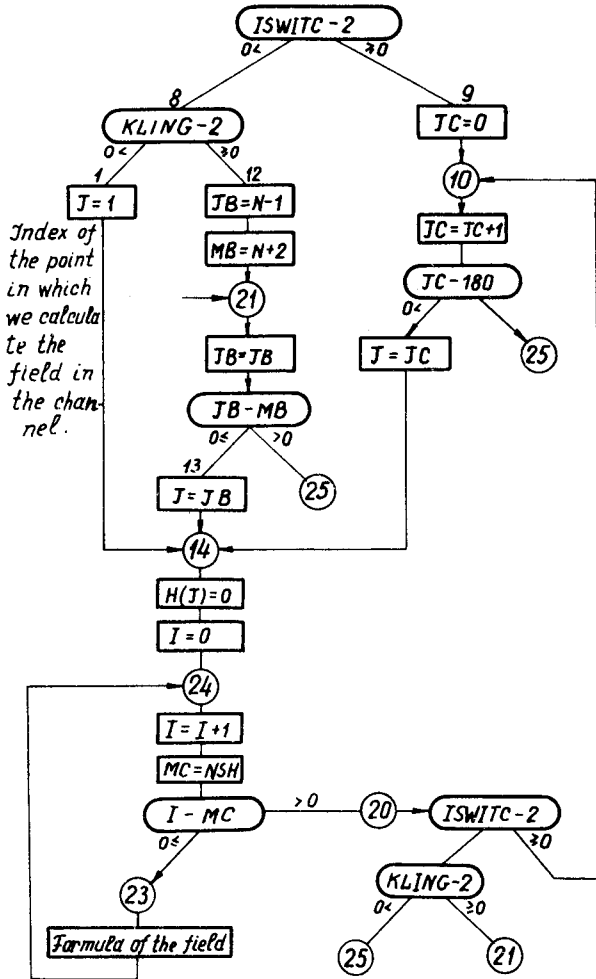 ISWITC-2
0< ≥0
8 9
KLING-2 JC=0
0< ≥0
1 12 10
J=1 JB=N-1
JC=JC+1
Index of
the point
in which
we calcula
te the
field in
the chan-
nel.
MB=N+2
JC-180
21 0<
25
JB=JB J=JC
JB-MB
0≤ >0
13
J=JB 25
14
H(J)=0
I=0
24
I=I+1
MC=NSH
I-MC >0 20 ISWITC-2
0≤ ≥0
23 KLING-2
0< ≥0
Formula of the field 25 21